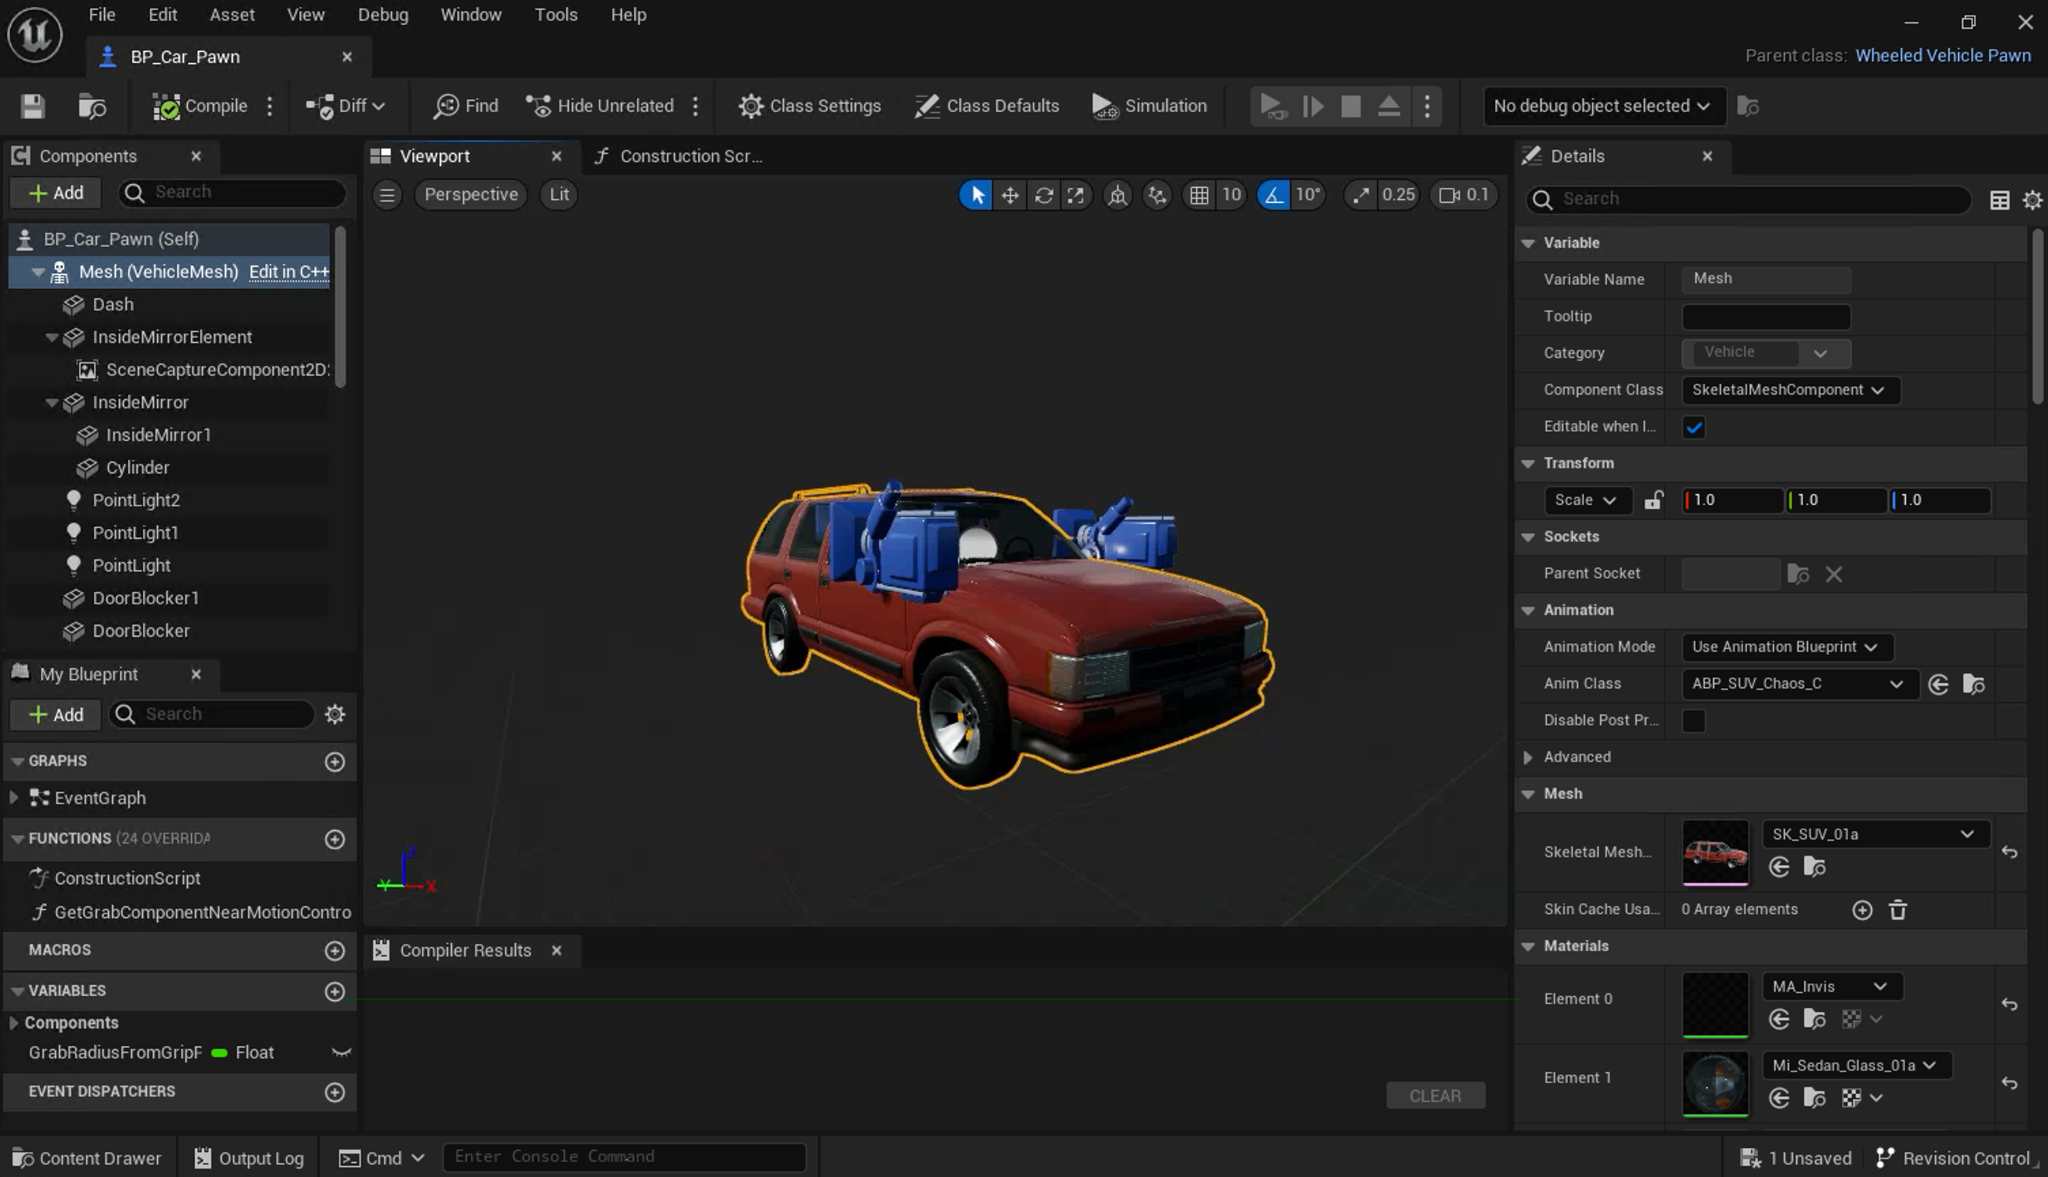 File Edit Asset View Debug Window Tools Help
BP_Car_Pawn
Parent class: Wheeled Vehicle Pawn
Compile Diff Find Hide Unrelated Class Settings Class Defaults Simulation No debug object selected
Components
Add Search
BP_Car_Pawn (Self)
Mesh (VehicleMesh) Edit in C++
Dash
InsideMirrorElement
SceneCaptureComponent2D
InsideMirror
InsideMirror1
Cylinder
PointLight2
PointLight1
PointLight
DoorBlocker1
DoorBlocker
My Blueprint
Add Search
GRAPHS
EventGraph
FUNCTIONS (24 OVERRIDA
ConstructionScript
GetGrabComponentNearMotionContro
MACROS
VARIABLES
Components
GrabRadiusFromGripF Float
EVENT DISPATCHERS
Viewport Construction Scr...
Perspective Lit 10 10° 0.25 0.1
Z
Y X
Compiler Results
CLEAR
Details
Search
Variable
Variable Name Mesh
Tooltip
Category Vehicle
Component Class SkeletalMeshComponent
Editable when I...
Transform
Scale 1.0 1.0 1.0
Sockets
Parent Socket
Animation
Animation Mode Use Animation Blueprint
Anim Class ABP_SUV_Chaos_C
Disable Post Pr...
Advanced
Mesh
Skeletal Mesh... SK_SUV_01a
Skin Cache Usa... 0 Array elements
Materials
Element 0 MA_Invis
Element 1 Mi_Sedan_Glass_01a
Content Drawer Output Log Cmd Enter Console Command 1 Unsaved Revision Control